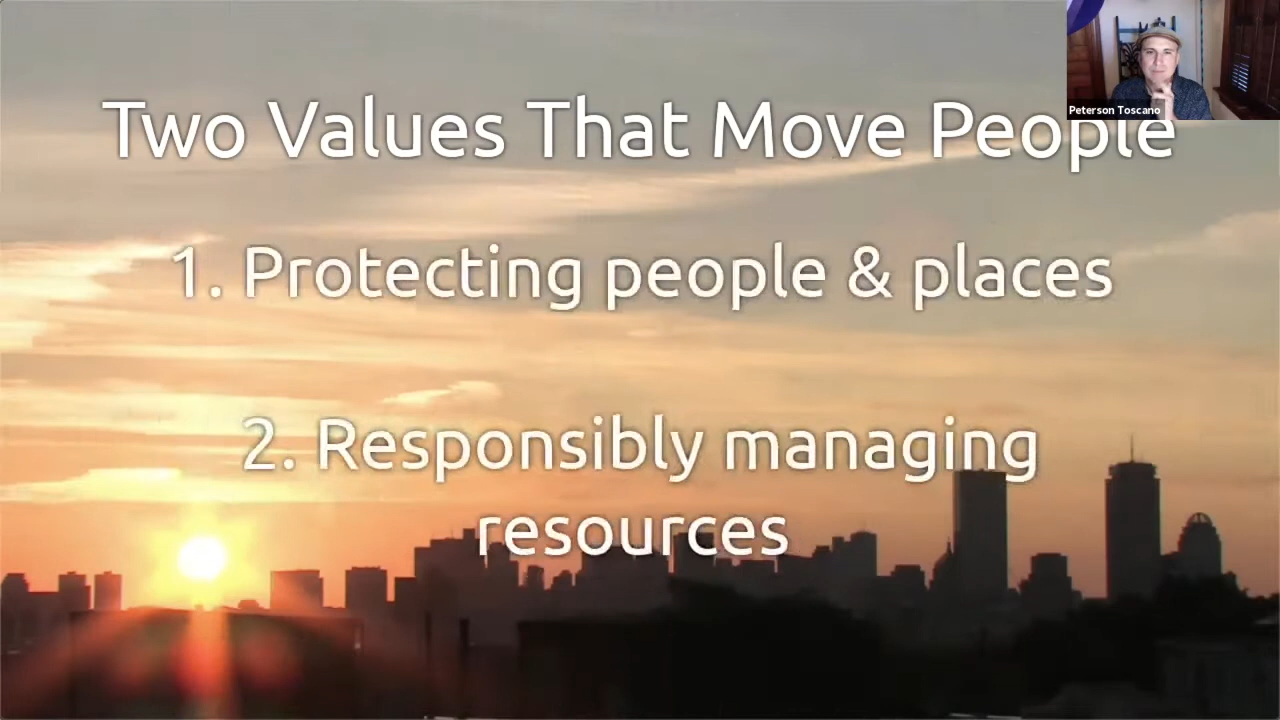 Two Values That Move People
1. Protecting people & places
2. Responsibly managing
resources
Peterson Toscano